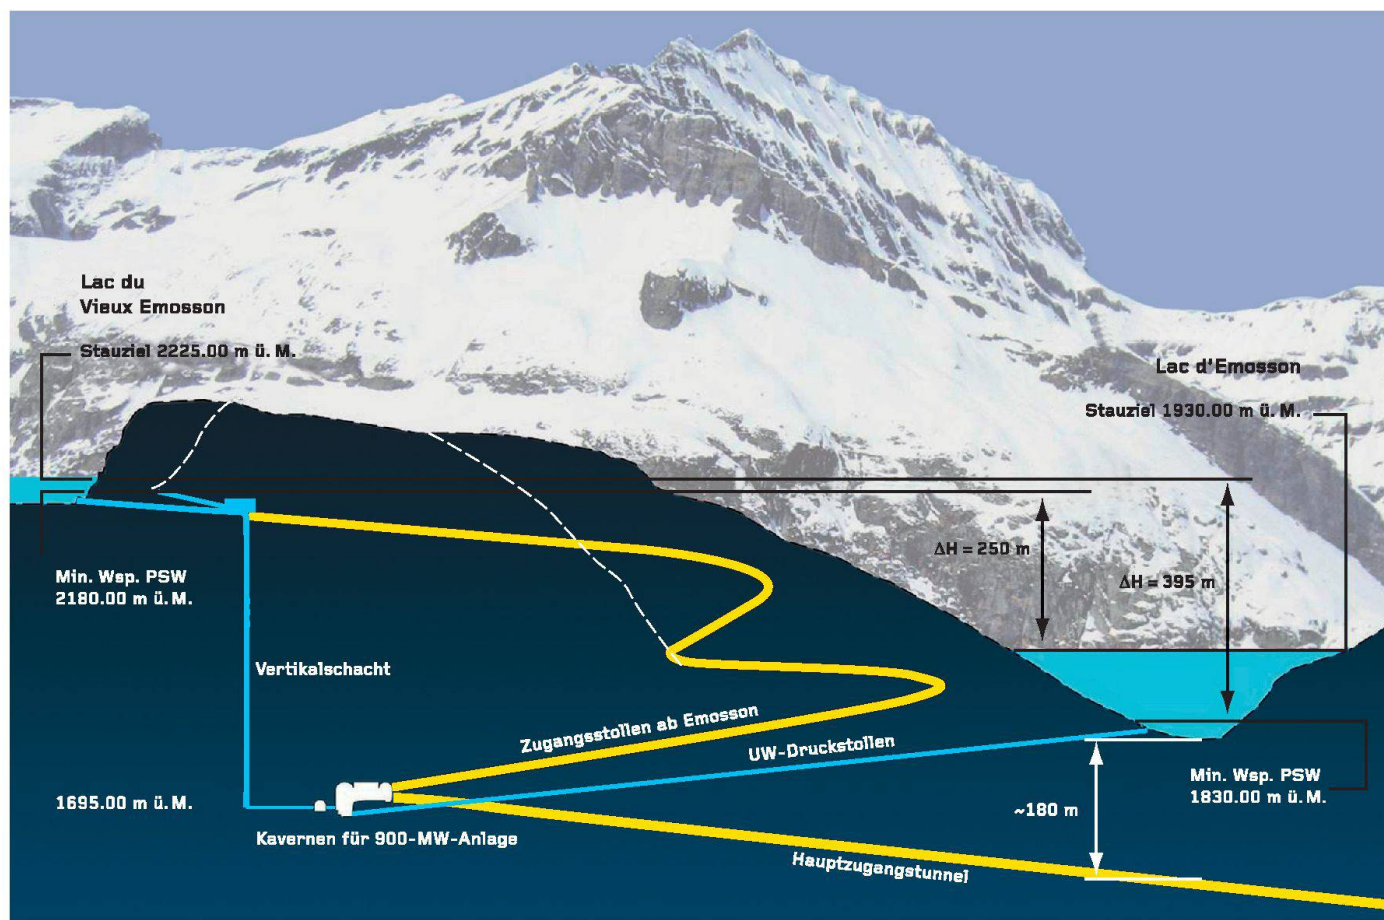 Lac du
Vieux Emosson
Stauziel 2225.00 m ü. M.
Lac d'Emosson
Stauziel 1930.00 m ü. M.
ΔH = 250 m
ΔH = 395 m
Min. Wsp. PSW
2180.00 m ü. M.
Vertikalschacht
Zugangsstollen ab Emosson
UW-Druckstollen
Min. Wsp. PSW
1830.00 m ü. M.
1695.00 m ü. M.
~180 m
Kavernen für 900-MW-Anlage
Hauptzugangstunnel